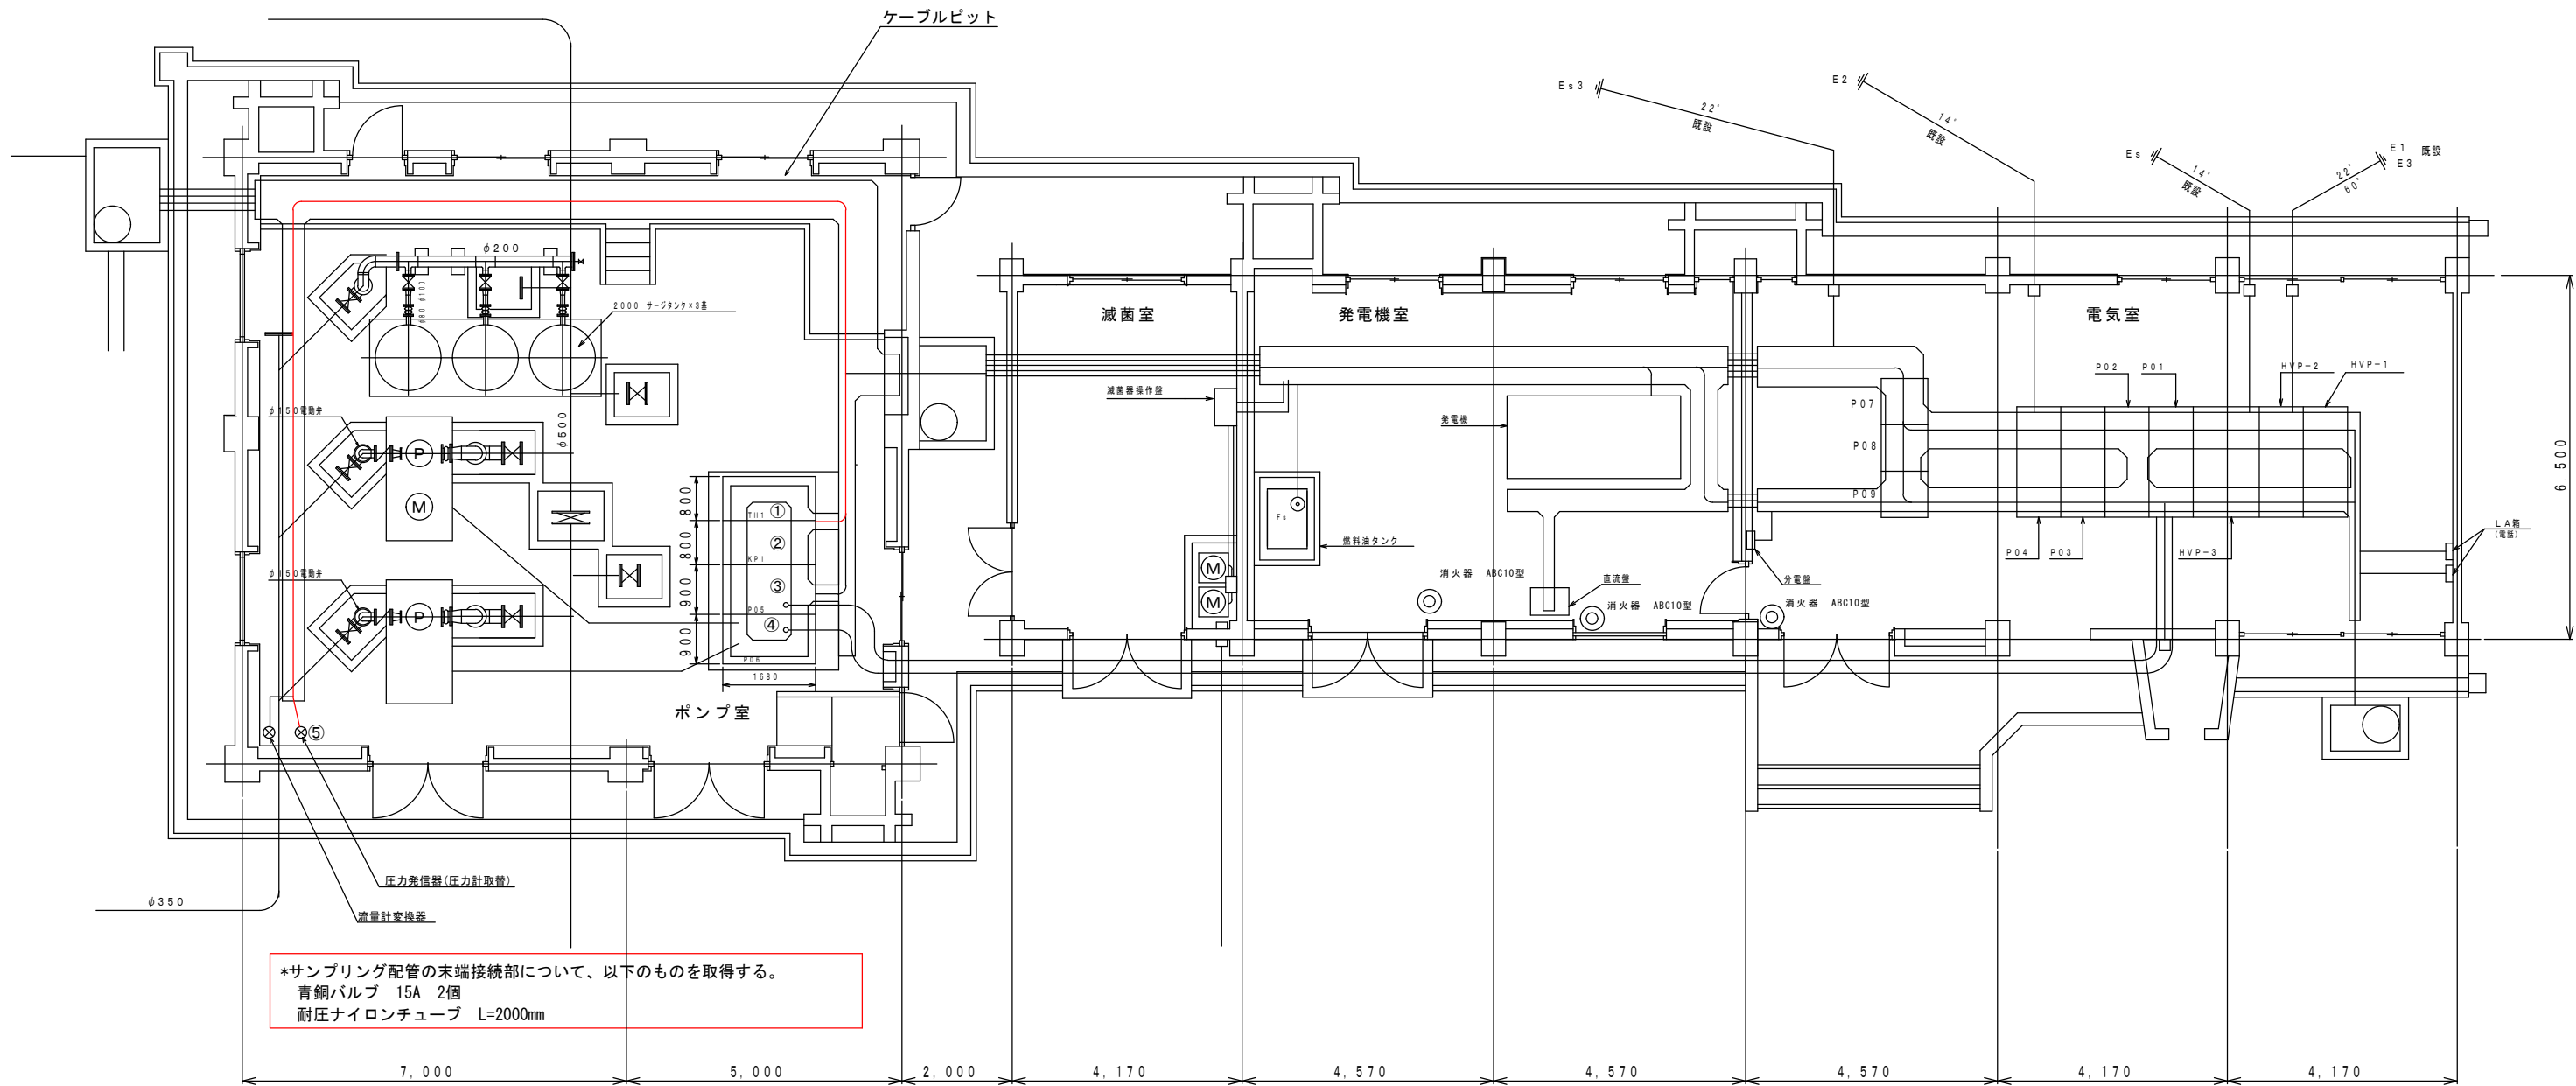 ケーブルピット
Es3
22°
既設
E2
14°
既設
Es
14°
既設
E1 既設
E3
22°
60°
φ200
φ100
φ80
2000 サージタンク×3基
滅菌室
発電機室
電気室
P02
P01
HVP-2
HVP-1
滅菌器操作盤
発電機
P07
P08
P09
φ150電動弁
φ500
P
M
6,500
800
800
900
900
TH1 ①
②
KP1
③
P05
④
P06
1680
Fs
燃料油タンク
P04
P03
HVP-3
LA箱
(電話)
φ150電動弁
P
M
M
消火器 ABC10型
直流盤
消火器 ABC10型
分電盤
消火器 ABC10型
ポンプ室
⑤
圧力発信器(圧力計取替)
φ350
流量計変換器
*サンプリング配管の末端接続部について、以下のものを取得する。
青銅バルブ 15A 2個
耐圧ナイロンチューブ L=2000mm
7,000
5,000
2,000
4,170
4,570
4,570
4,570
4,170
4,170